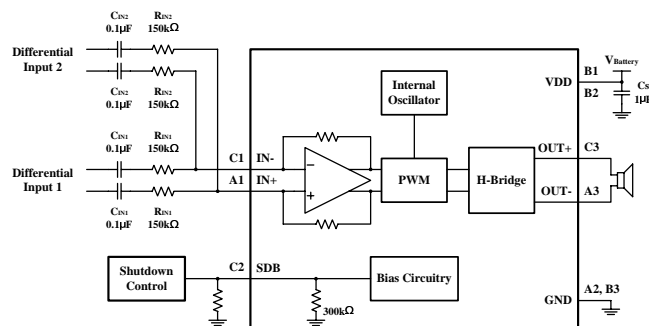 CIN2
RIN2
0.1µF
150kΩ
Differential
Input 2
CIN2
RIN2
0.1µF
150kΩ
CIN1
RIN1
0.1µF
150kΩ
Differential
Input 1
CIN1
RIN1
0.1µF
150kΩ
C1
IN-
A1
IN+
Internal
Oscillator
PWM
H-Bridge
VDD
B1
B2
VBattery
CS
1µF
OUT+
C3
OUT-
A3
Shutdown
Control
C2
SDB
Bias Circuitry
300kΩ
GND
A2, B3